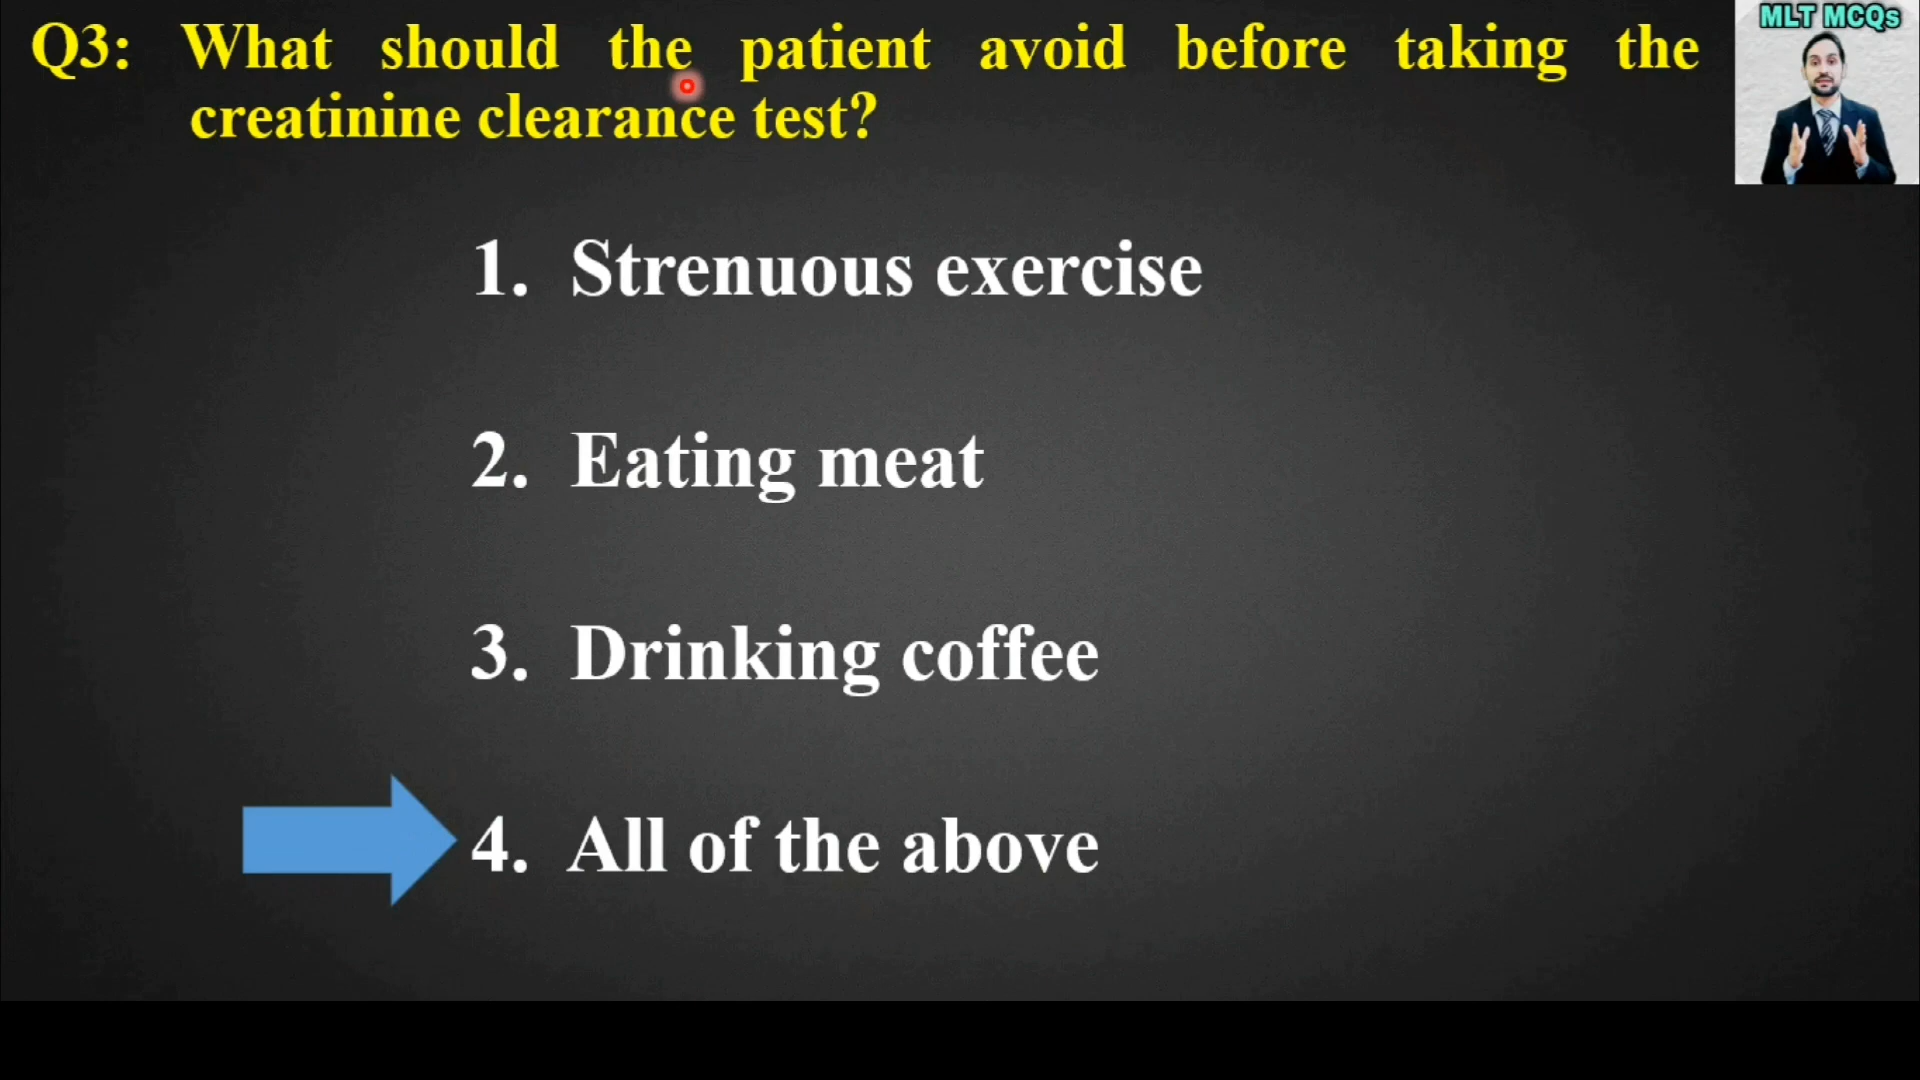 MLT MCQs
Q3: What should the patient avoid before taking the
creatinine clearance test?
1. Strenuous exercise
2. Eating meat
3. Drinking coffee
4. All of the above